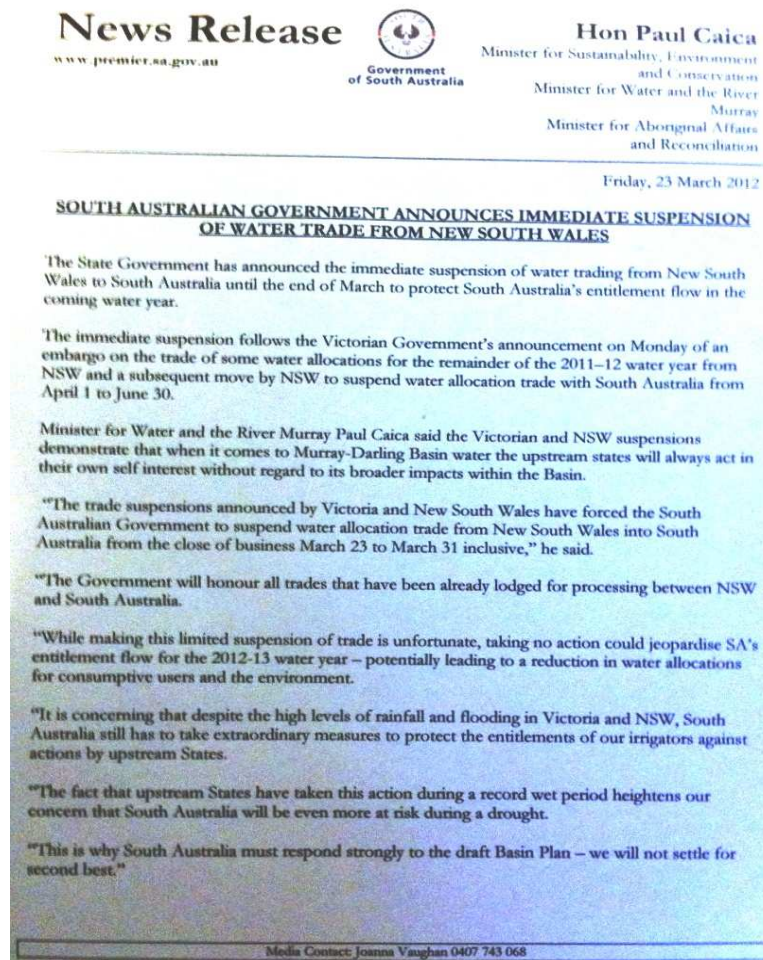 News Release
www.premier.sa.gov.au
Government
of South Australia
Hon Paul Caica
Minister for Sustainability, Environment
and Conservation
Minister for Water and the River
Murray
Minister for Aboriginal Affairs
and Reconciliation
Friday, 23 March 2012
SOUTH AUSTRALIAN GOVERNMENT ANNOUNCES IMMEDIATE SUSPENSION
OF WATER TRADE FROM NEW SOUTH WALES
The State Government has announced the immediate suspension of water trading from New South
Wales to South Australia until the end of March to protect South Australia's entitlement flow in the
coming water year.
The immediate suspension follows the Victorian Government's announcement on Monday of an
embargo on the trade of some water allocations for the remainder of the 2011–12 water year from
NSW and a subsequent move by NSW to suspend water allocation trade with South Australia from
April 1 to June 30.
Minister for Water and the River Murray Paul Caica said the Victorian and NSW suspensions
demonstrate that when it comes to Murray-Darling Basin water the upstream states will always act in
their own self interest without regard to its broader impacts within the Basin.
"The trade suspensions announced by Victoria and New South Wales have forced the South
Australian Government to suspend water allocation trade from New South Wales into South
Australia from the close of business March 23 to March 31 inclusive," he said.
"The Government will honour all trades that have been already lodged for processing between NSW
and South Australia.
"While making this limited suspension of trade is unfortunate, taking no action could jeopardise SA's
entitlement flow for the 2012-13 water year – potentially leading to a reduction in water allocations
for consumptive users and the environment.
"It is concerning that despite the high levels of rainfall and flooding in Victoria and NSW, South
Australia still has to take extraordinary measures to protect the entitlements of our irrigators against
actions by upstream States.
"The fact that upstream States have taken this action during a record wet period heightens our
concern that South Australia will be even more at risk during a drought.
"This is why South Australia must respond strongly to the draft Basin Plan – we will not settle for
second best."
Media Contact: Joanna Vaughan 0407 743 068